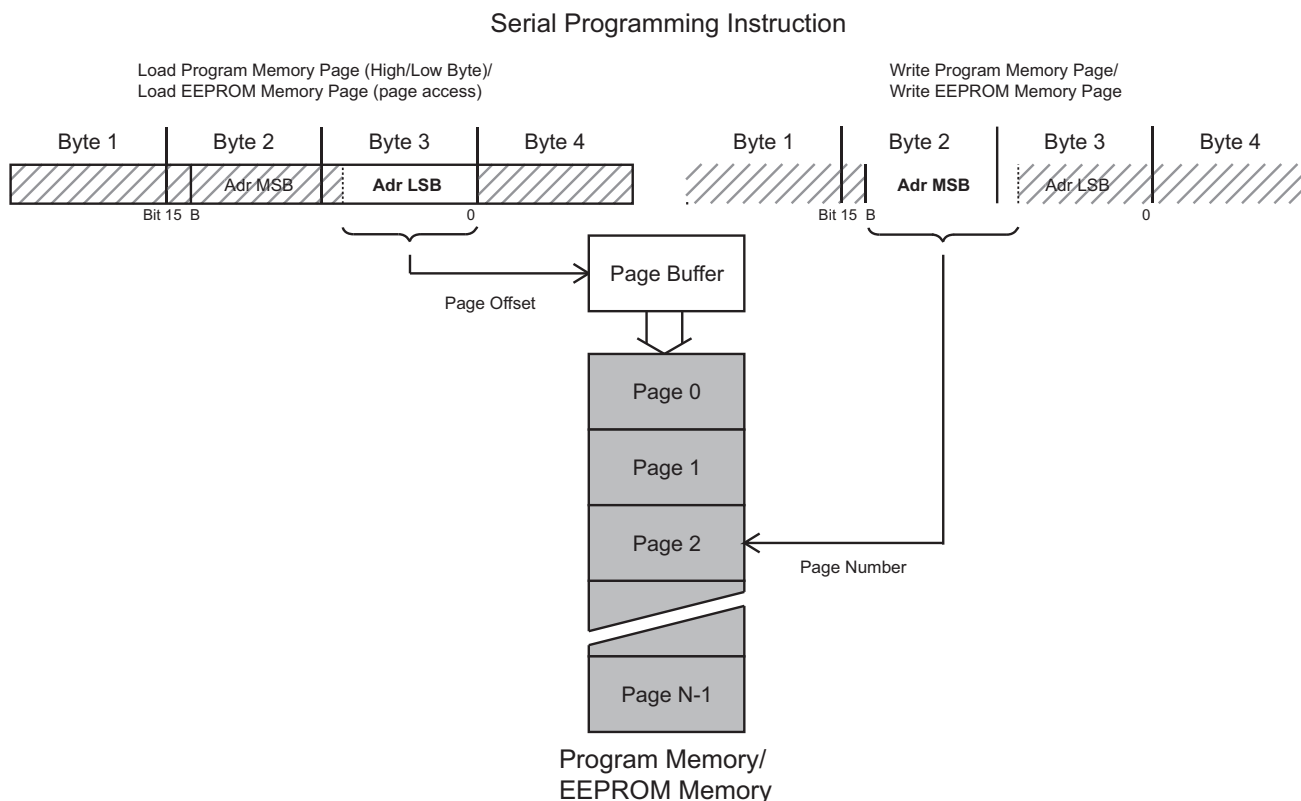 Serial Programming Instruction
Load Program Memory Page (High/Low Byte)/
Load EEPROM Memory Page (page access)
Write Program Memory Page/
Write EEPROM Memory Page
Byte 1 Byte 2 Byte 3 Byte 4
Adr MSB Adr LSB
Bit 15 B 0
Byte 1 Byte 2 Byte 3 Byte 4
Adr MSB Adr LSB
Bit 15 B 0
Page Buffer
Page Offset
Page 0
Page 1
Page 2
Page Number
Page N-1
Program Memory/
EEPROM Memory